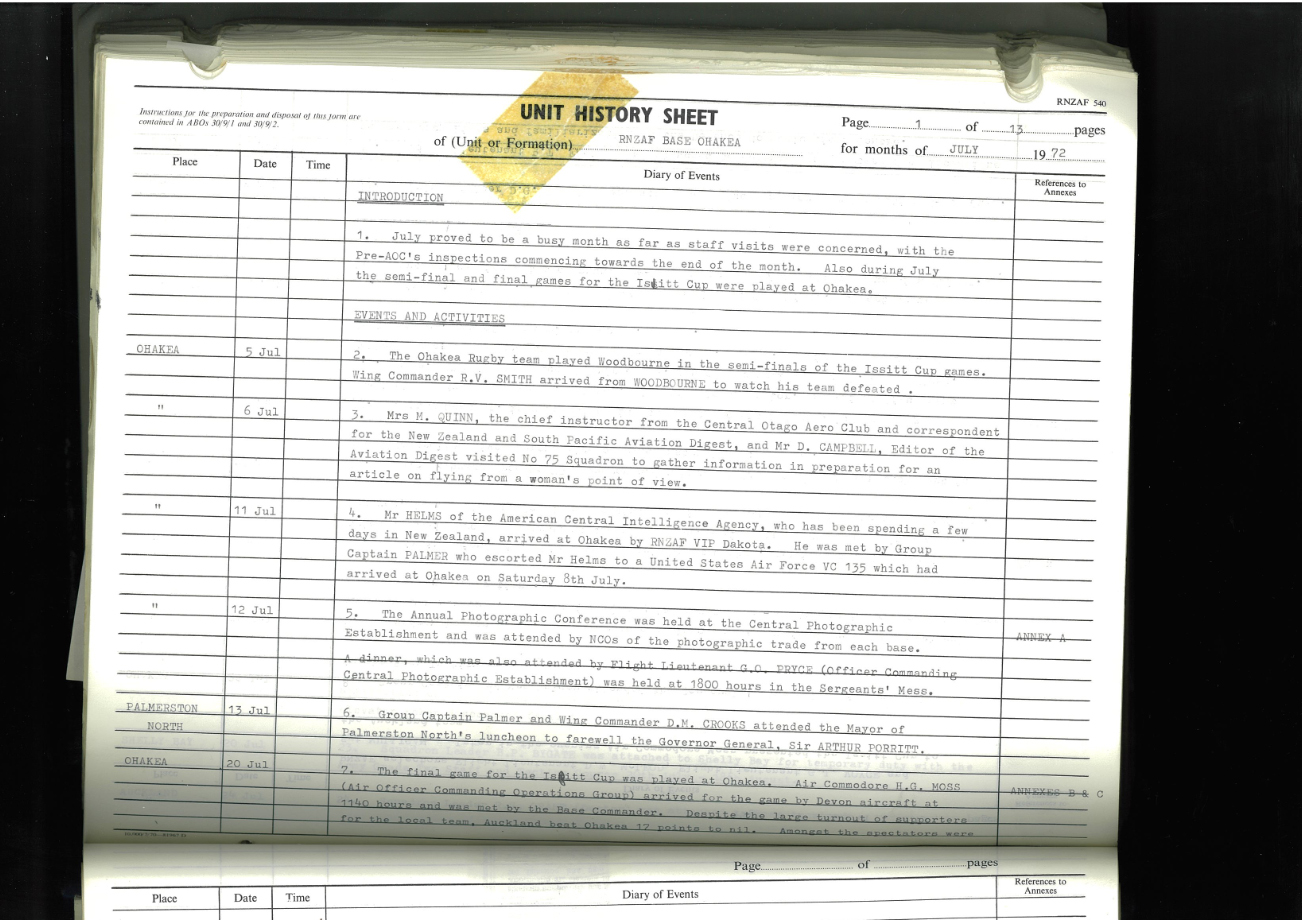 RNZAF 540
Instructions for the preparation and disposal of this form are
contained in ABOs 30/9/1 and 30/9/2.
UNIT HISTORY SHEET
of (Unit or Formation) RNZAF BASE OHAKEA
Page 1 of 13 pages
for months of JULY 1972
Place Date Time Diary of Events References to
Annexes
INTRODUCTION
1. July proved to be a busy month as far as staff visits were concerned, with the
Pre-AOC's inspections commencing towards the end of the month. Also during July
the semi-final and final games for the Issitt Cup were played at Ohakea.
EVENTS AND ACTIVITIES
OHAKEA 5 Jul 2. The Ohakea Rugby team played Woodbourne in the semi-finals of the Issitt Cup games.
Wing Commander R.V. SMITH arrived from WOODBOURNE to watch his team defeated .
" 6 Jul 3. Mrs M. QUINN, the chief instructor from the Central Otago Aero Club and correspondent
for the New Zealand and South Pacific Aviation Digest, and Mr D. CAMPBELL, Editor of the
Aviation Digest visited No 75 Squadron to gather information in preparation for an
article on flying from a woman's point of view.
" 11 Jul 4. Mr HELMS of the American Central Intelligence Agency, who has been spending a few
days in New Zealand, arrived at Ohakea by RNZAF VIP Dakota. He was met by Group
Captain PALMER who escorted Mr Helms to a United States Air Force VC 135 which had
arrived at Ohakea on Saturday 8th July.
" 12 Jul 5. The Annual Photographic Conference was held at the Central Photographic
Establishment and was attended by NCOs of the photographic trade from each base. ANNEX A
A dinner, which was also attended by Flight Lieutenant G.O. PRYCE (Officer Commanding
Central Photographic Establishment) was held at 1800 hours in the Sergeants' Mess.
PALMERSTON 13 Jul 6. Group Captain Palmer and Wing Commander D.M. CROOKS attended the Mayor of
NORTH Palmerston North's luncheon to farewell the Governor General, Sir ARTHUR PORRITT.
OHAKEA 20 Jul 7. The final game for the Issitt Cup was played at Ohakea. Air Commodore H.G. MOSS
(Air Officer Commanding Operations Group) arrived for the game by Devon aircraft at ANNEXES B & C
1140 hours and was met by the Base Commander. Despite the large turnout of supporters
for the local team, Auckland beat Ohakea 12 points to nil. Amongst the spectators were
Page of pages
Place Date Time Diary of Events References to
Annexes